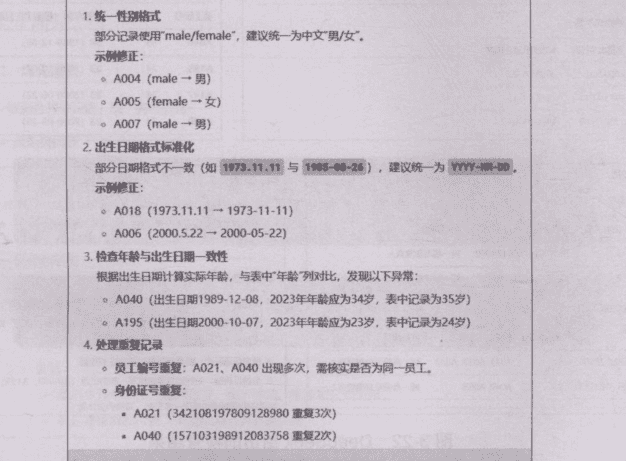 1. 统一性别格式
部分记录使用"male/female"，建议统一为中文"男/女"。
示例修正：
A004（male → 男）
A005（female → 女）
A007（male → 男）
2. 出生日期格式标准化
部分日期格式不一致（如 1973.11.11 与 1985-08-26），建议统一为 YYYY-MM-DD。
示例修正：
A018（1973.11.11 → 1973-11-11）
A006（2000.5.22 → 2000-05-22）
3. 检查年龄与出生日期一致性
根据出生日期计算实际年龄，与表中"年龄"列对比，发现以下异常：
A040（出生日期1989-12-08，2023年年龄应为34岁，表中记录为35岁）
A195（出生日期2000-10-07，2023年年龄应为23岁，表中记录为24岁）
4. 处理重复记录
员工编号重复：A021、A040 出现多次，需核实是否为同一员工。
身份证号重复：
A021（342108197809128980 重复3次）
A040（157103198912083758 重复2次）